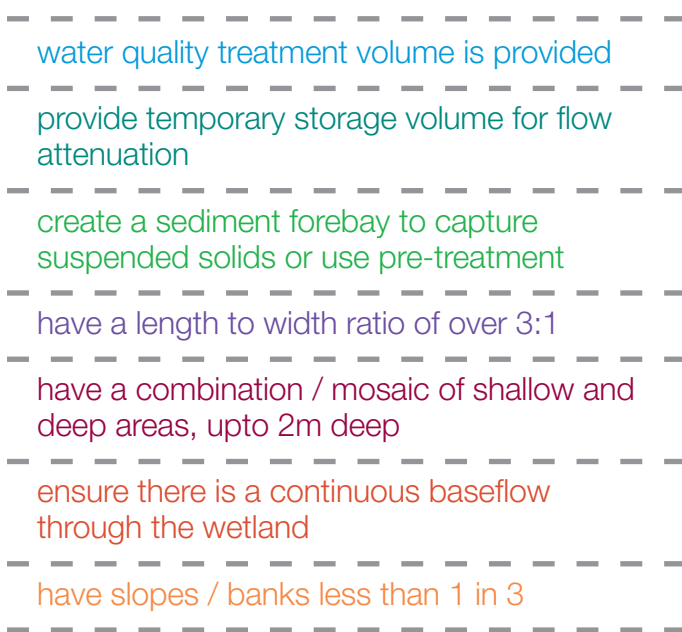 water quality treatment volume is provided
provide temporary storage volume for flow
attenuation
create a sediment forebay to capture
suspended solids or use pre-treatment
have a length to width ratio of over 3:1
have a combination / mosaic of shallow and
deep areas, upto 2m deep
ensure there is a continuous baseflow
through the wetland
have slopes / banks less than 1 in 3